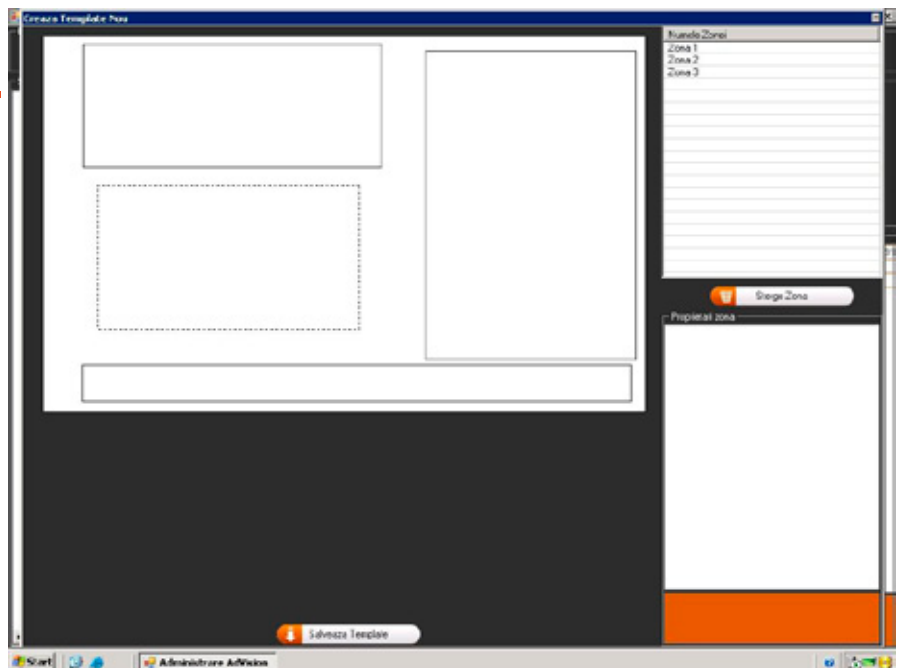 Creaza Template Nou
Numele Zonei
Zona 1
Zona 2
Zona 3
Sterge Zona
Proprietati zona
Salveaza Template
Start
Administrare AdVision